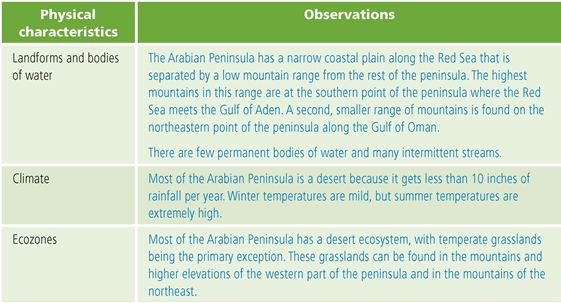 Physical
characteristics
Observations
Landforms and bodies
of water
The Arabian Peninsula has a narrow coastal plain along the Red Sea that is
separated by a low mountain range from the rest of the peninsula. The highest
mountains in this range are at the southern point of the peninsula where the Red
Sea meets the Gulf of Aden. A second, smaller range of mountains is found on the
northeastern point of the peninsula along the Gulf of Oman.
There are few permanent bodies of water and many intermittent streams.
Climate
Most of the Arabian Peninsula is a desert because it gets less than 10 inches of
rainfall per year. Winter temperatures are mild, but summer temperatures are
extremely high.
Ecozones
Most of the Arabian Peninsula has a desert ecosystem, with temperate grasslands
being the primary exception. These grasslands can be found in the mountains and
higher elevations of the western part of the peninsula and in the mountains of the
northeast.